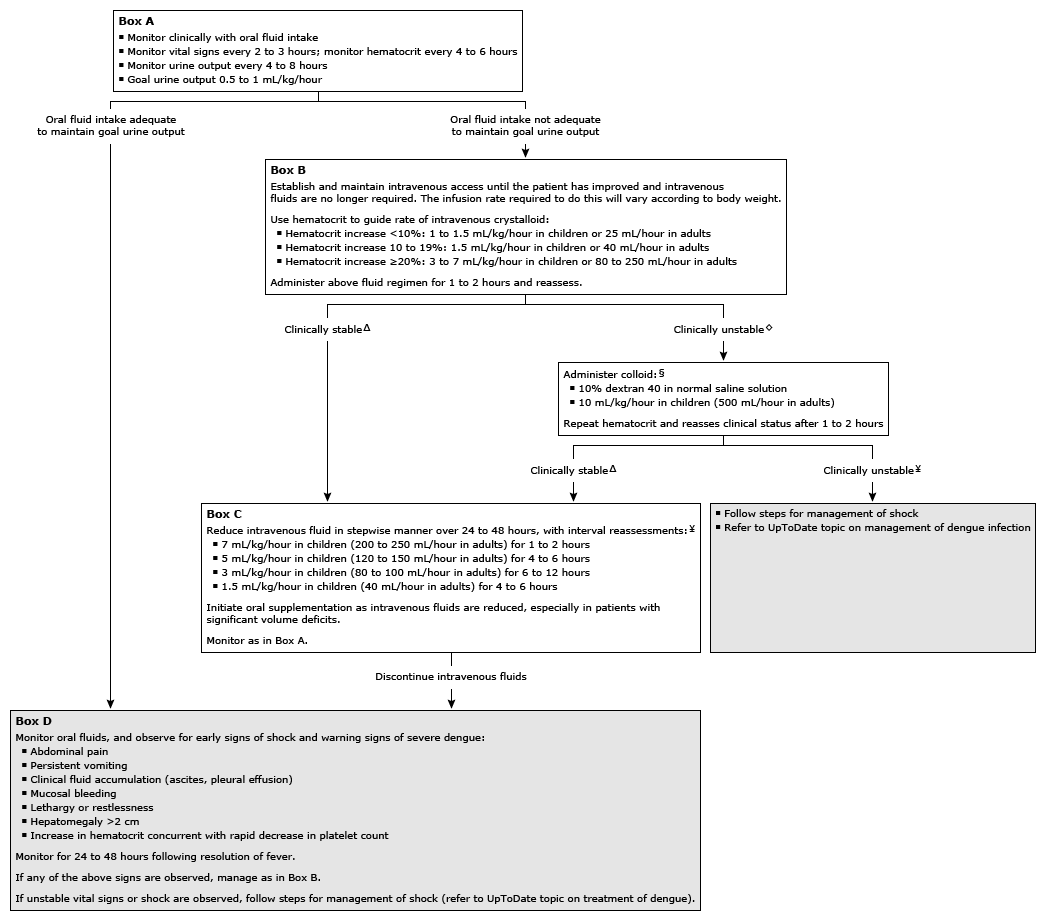 Box A
▪ Monitor clinically with oral fluid intake
▪ Monitor vital signs every 2 to 3 hours; monitor hematocrit every 4 to 6 hours
▪ Monitor urine output every 4 to 8 hours
▪ Goal urine output 0.5 to 1 mL/kg/hour
Oral fluid intake adequate
to maintain goal urine output
Oral fluid intake not adequate
to maintain goal urine output
Box B
Establish and maintain intravenous access until the patient has improved and intravenous
fluids are no longer required. The infusion rate required to do this will vary according to body weight.
Use hematocrit to guide rate of intravenous crystalloid:
▪ Hematocrit increase <10%: 1 to 1.5 mL/kg/hour in children or 25 mL/hour in adults
▪ Hematocrit increase 10 to 19%: 1.5 mL/kg/hour in children or 40 mL/hour in adults
▪ Hematocrit increase ≥20%: 3 to 7 mL/kg/hour in children or 80 to 250 mL/hour in adults
Administer above fluid regimen for 1 to 2 hours and reassess.
Clinically stableΔ
Clinically unstable◇
Administer colloid:§
▪ 10% dextran 40 in normal saline solution
▪ 10 mL/kg/hour in children (500 mL/hour in adults)
Repeat hematocrit and reasses clinical status after 1 to 2 hours
Clinically stableΔ
Clinically unstable¥
Box C
Reduce intravenous fluid in stepwise manner over 24 to 48 hours, with interval reassessments:¥
▪ 7 mL/kg/hour in children (200 to 250 mL/hour in adults) for 1 to 2 hours
▪ 5 mL/kg/hour in children (120 to 150 mL/hour in adults) for 4 to 6 hours
▪ 3 mL/kg/hour in children (80 to 100 mL/hour in adults) for 6 to 12 hours
▪ 1.5 mL/kg/hour in children (40 mL/hour in adults) for 4 to 6 hours
Initiate oral supplementation as intravenous fluids are reduced, especially in patients with
significant volume deficits.
Monitor as in Box A.
▪ Follow steps for management of shock
▪ Refer to UpToDate topic on management of dengue infection
Discontinue intravenous fluids
Box D
Monitor oral fluids, and observe for early signs of shock and warning signs of severe dengue:
▪ Abdominal pain
▪ Persistent vomiting
▪ Clinical fluid accumulation (ascites, pleural effusion)
▪ Mucosal bleeding
▪ Lethargy or restlessness
▪ Hepatomegaly >2 cm
▪ Increase in hematocrit concurrent with rapid decrease in platelet count
Monitor for 24 to 48 hours following resolution of fever.
If any of the above signs are observed, manage as in Box B.
If unstable vital signs or shock are observed, follow steps for management of shock (refer to UpToDate topic on treatment of dengue).